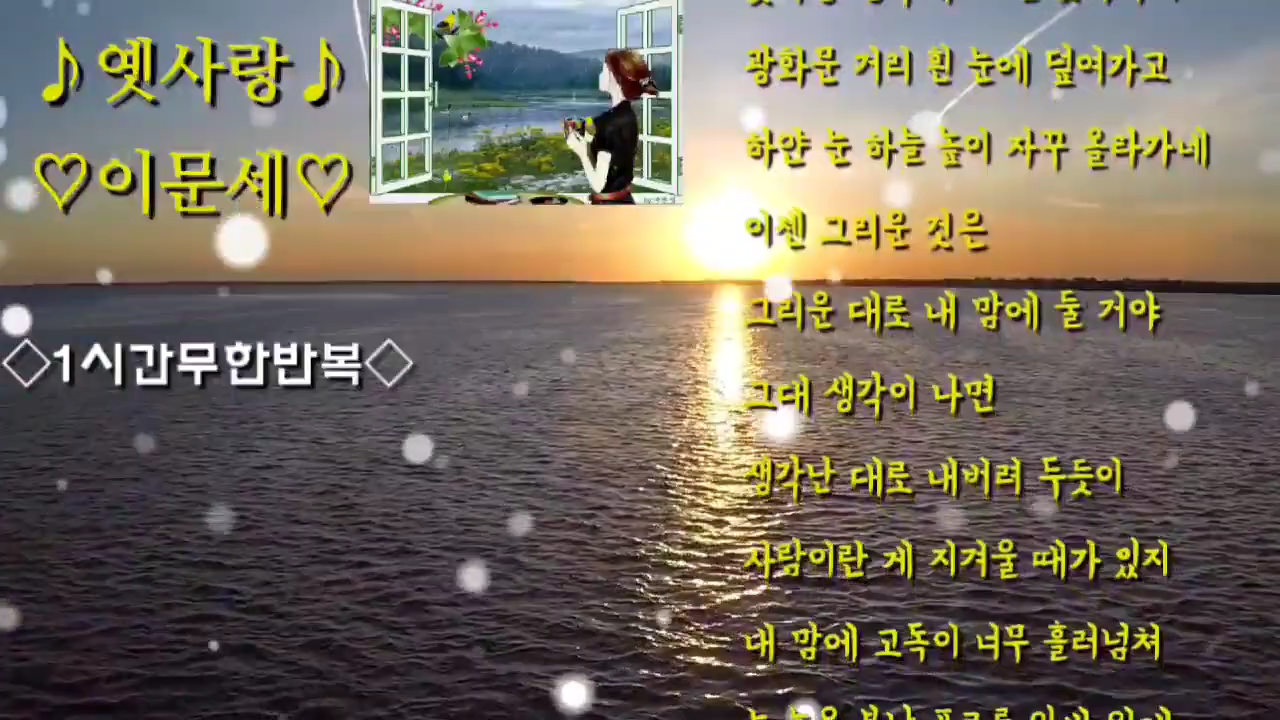 ♪옛사랑♪
♡이문세♡
◇1시간무한반복◇
광화문 거리 흰 눈에 덮여가고
하얀 눈 하늘 높이 자꾸 올라가네
이젠 그리운 것은
그리운 대로 내 맘에 둘 거야
그대 생각이 나면
생각난 대로 내버려 두듯이
사람이란 게 지겨울 때가 있지
내 맘에 고독이 너무 흘러넘쳐